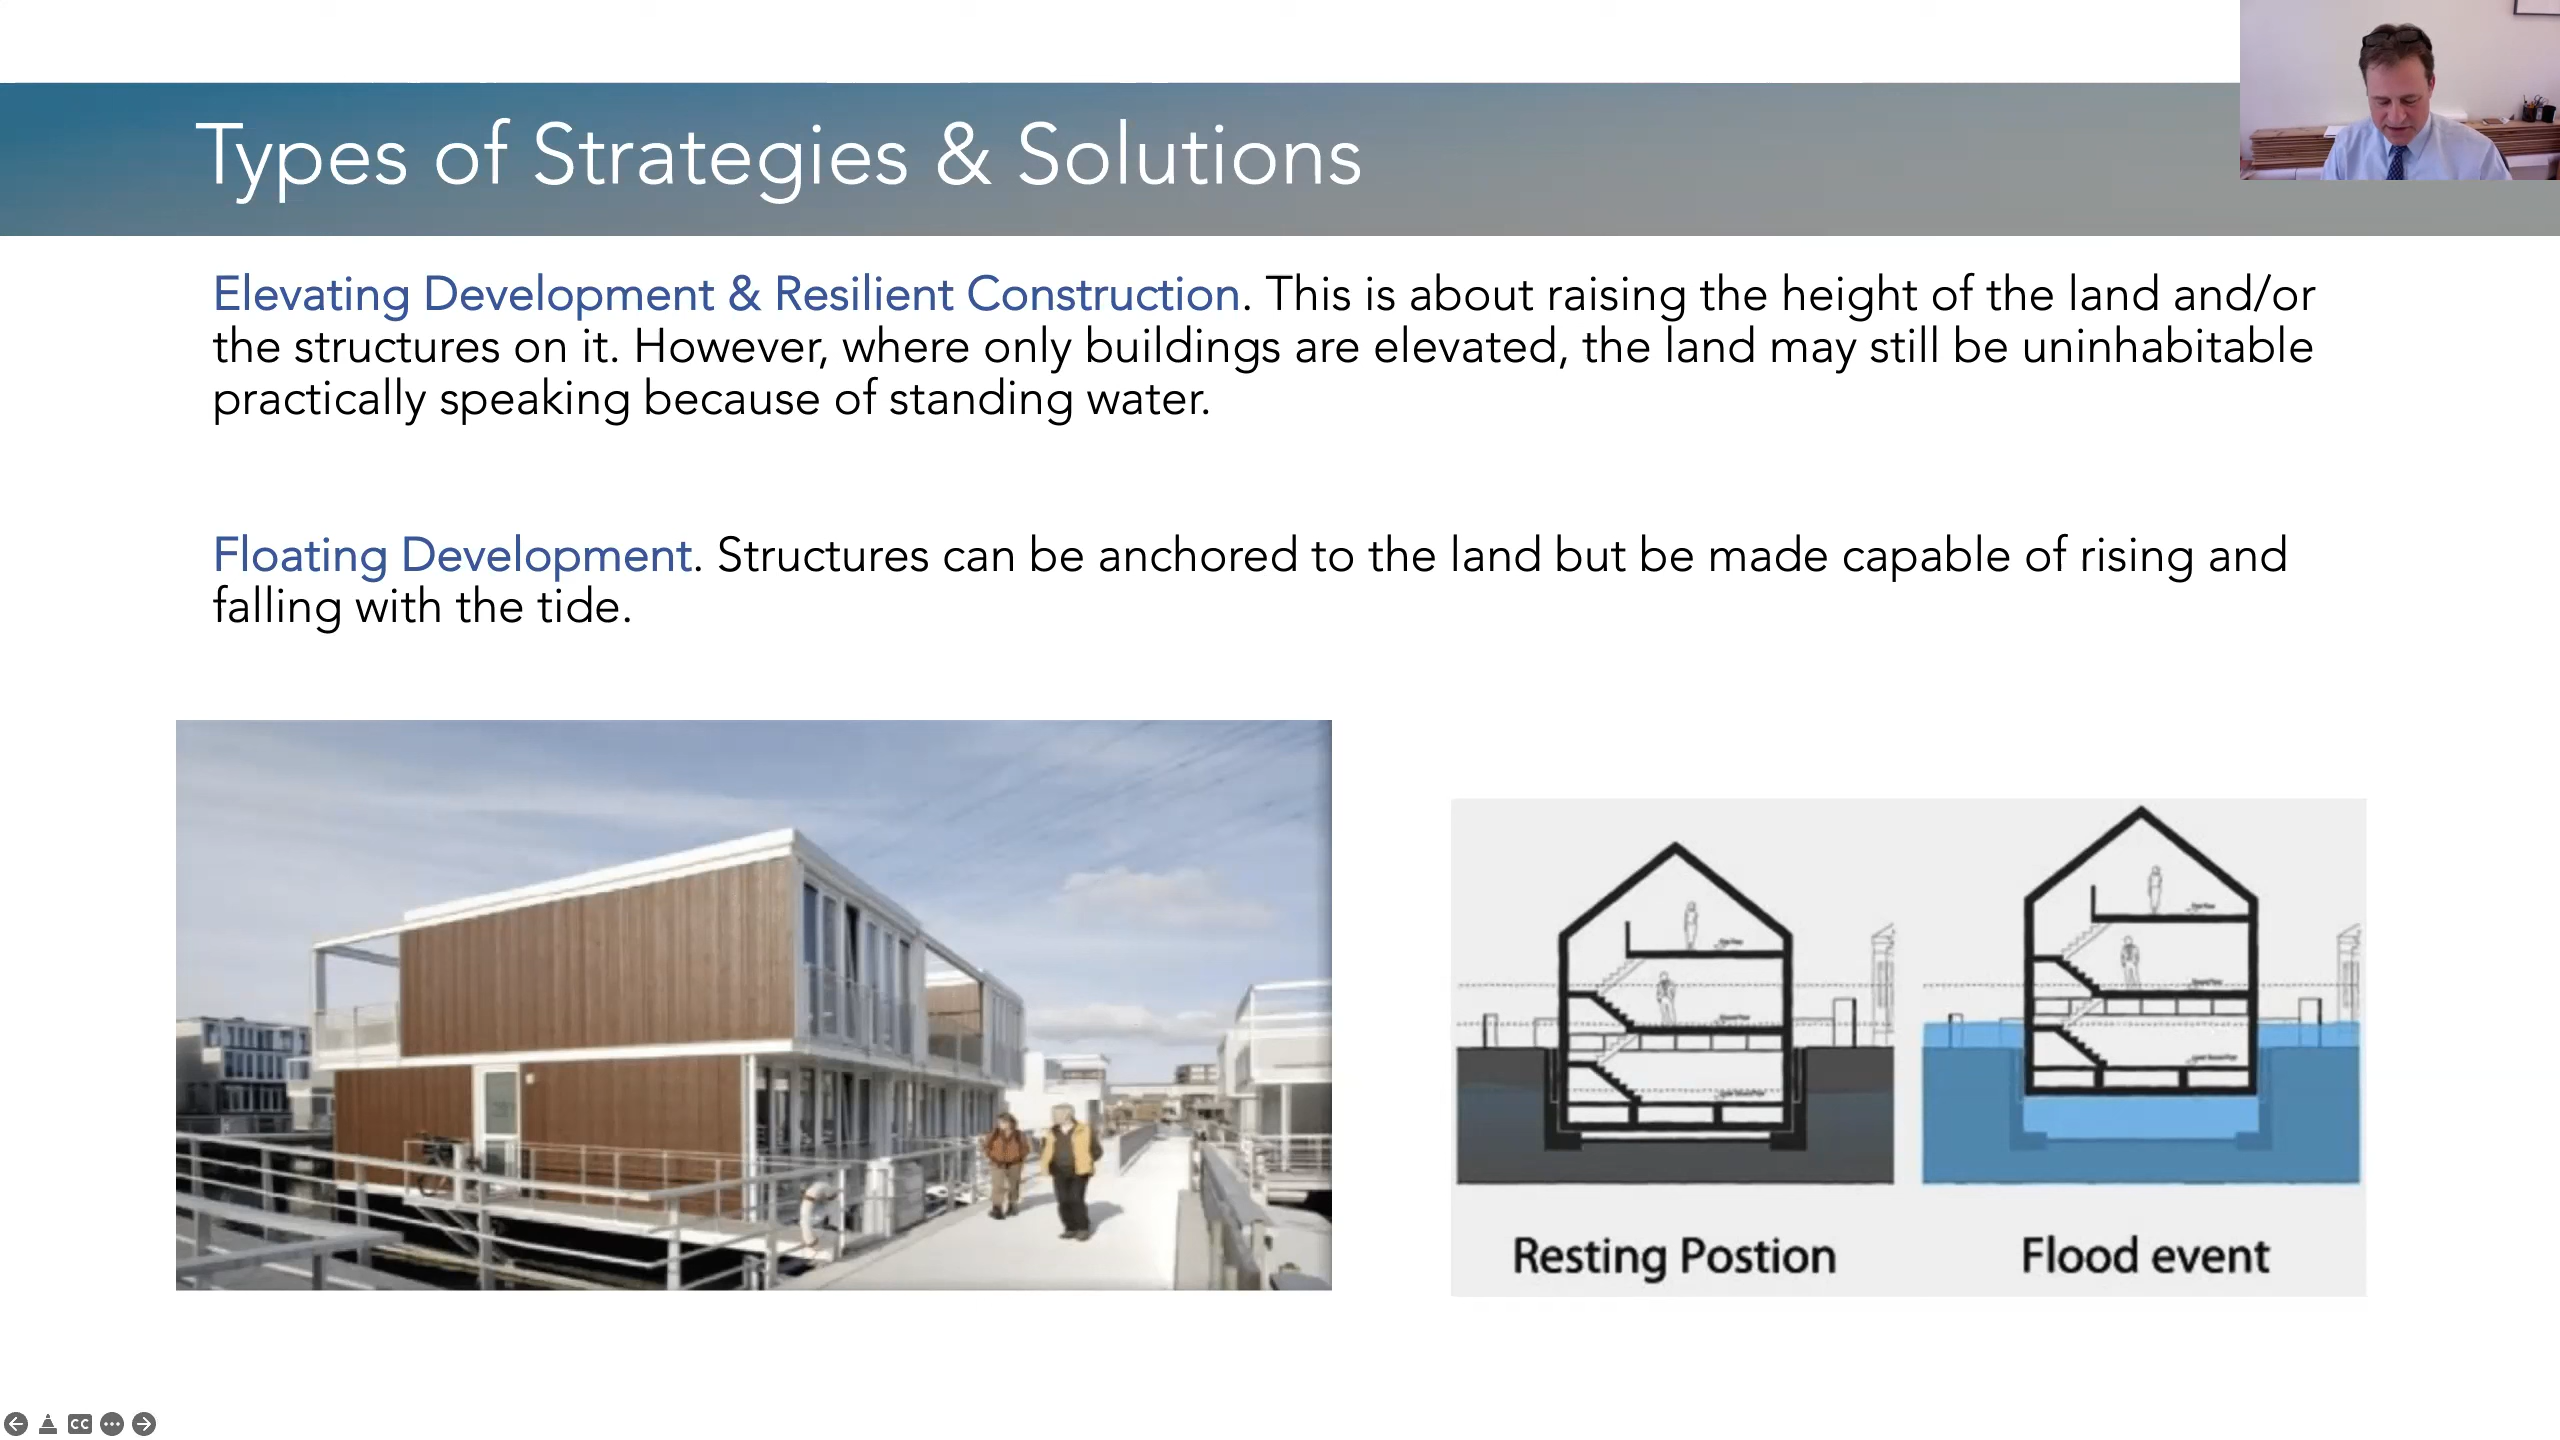 Types of Strategies & Solutions
Elevating Development & Resilient Construction. This is about raising the height of the land and/or
the structures on it. However, where only buildings are elevated, the land may still be uninhabitable
practically speaking because of standing water.
Floating Development. Structures can be anchored to the land but be made capable of rising and
falling with the tide.
Resting Postion
Flood event
CC